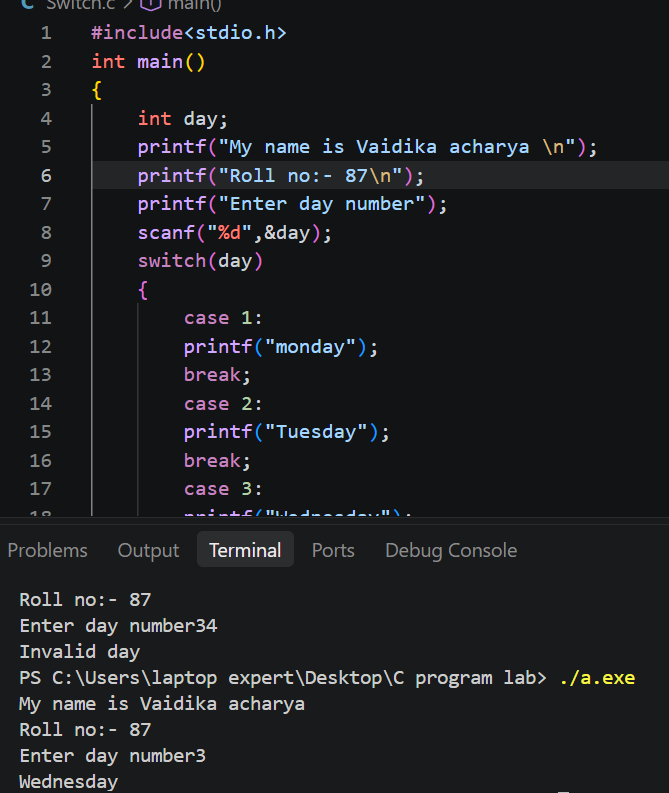 C Switch.c > main()
1 #include<stdio.h>
2 int main()
3 {
4 int day;
5 printf("My name is Vaidika acharya \n");
6 printf("Roll no:- 87\n");
7 printf("Enter day number");
8 scanf("%d",&day);
9 switch(day)
10 {
11 case 1:
12 printf("monday");
13 break;
14 case 2:
15 printf("Tuesday");
16 break;
17 case 3:
18 printf("Wednesday");
Problems Output Terminal Ports Debug Console
Roll no:- 87
Enter day number34
Invalid day
PS C:\Users\laptop expert\Desktop\C program lab> ./a.exe
My name is Vaidika acharya
Roll no:- 87
Enter day number3
Wednesday